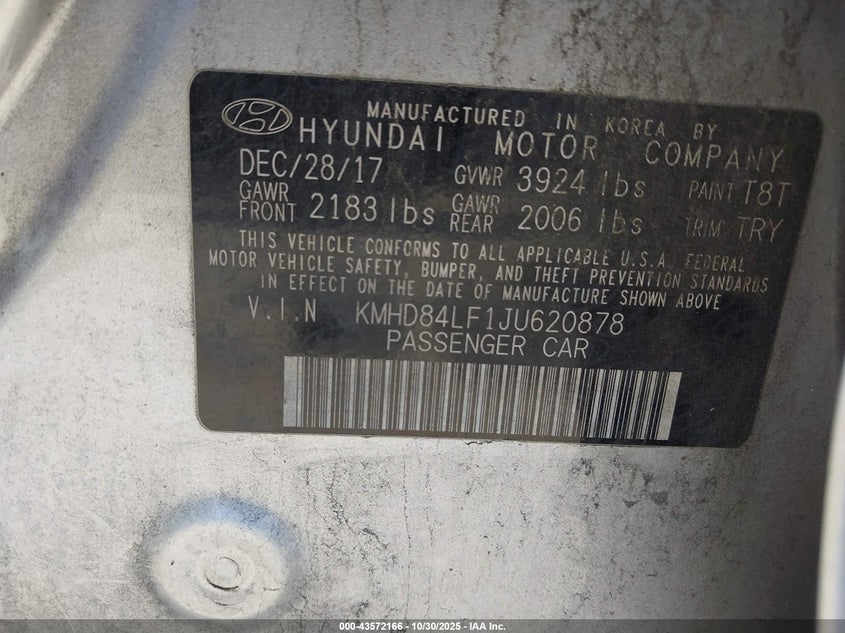 MANUFACTURED IN KOREA BY
HYUNDAI MOTOR COMPANY
DEC/28/17 GVWR 3924 lbs PAINT T8T
GAWR FRONT 2183 lbs GAWR REAR 2006 lbs TRIM TRY
THIS VEHICLE CONFORMS TO ALL APPLICABLE U.S.A. FEDERAL
MOTOR VEHICLE SAFETY, BUMPER, AND THEFT PREVENTION STANDARDS
IN EFFECT ON THE DATE OF MANUFACTURE SHOWN ABOVE
V.I.N KMHD84LF1JU620878
PASSENGER CAR
000-43572166 - 10/30/2025 - IAA Inc.